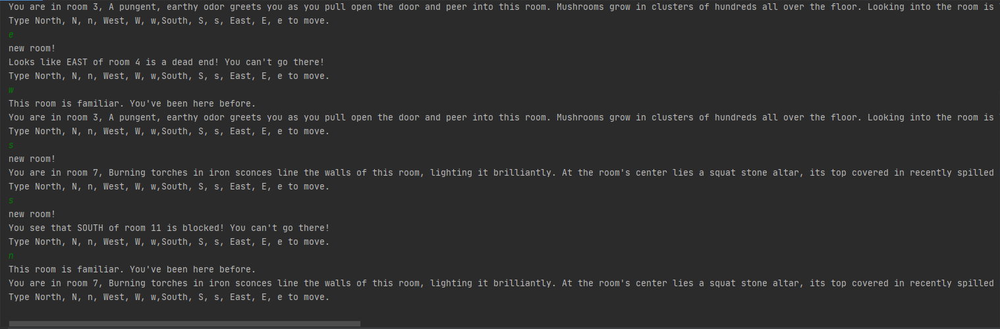 You are in room 3, A pungent, earthy odor greets you as you pull open the door and peer into this room. Mushrooms grow in clusters of hundreds all over the floor. Looking into the room is
Type North, N, n, West, W, w,South, S, s, East, E, e to move.
e
new room!
Looks like EAST of room 4 is a dead end! You can't go there!
Type North, N, n, West, W, w,South, S, s, East, E, e to move.
w
This room is familiar. You've been here before.
You are in room 3, A pungent, earthy odor greets you as you pull open the door and peer into this room. Mushrooms grow in clusters of hundreds all over the floor. Looking into the room is
Type North, N, n, West, W, w,South, S, s, East, E, e to move.
s
new room!
You are in room 7, Burning torches in iron sconces line the walls of this room, lighting it brilliantly. At the room's center lies a squat stone altar, its top covered in recently spilled
Type North, N, n, West, W, w,South, S, s, East, E, e to move.
s
new room!
You see that SOUTH of room 11 is blocked! You can't go there!
Type North, N, n, West, W, w,South, S, s, East, E, e to move.
n
This room is familiar. You've been here before.
You are in room 7, Burning torches in iron sconces line the walls of this room, lighting it brilliantly. At the room's center lies a squat stone altar, its top covered in recently spilled
Type North, N, n, West, W, w,South, S, s, East, E, e to move.